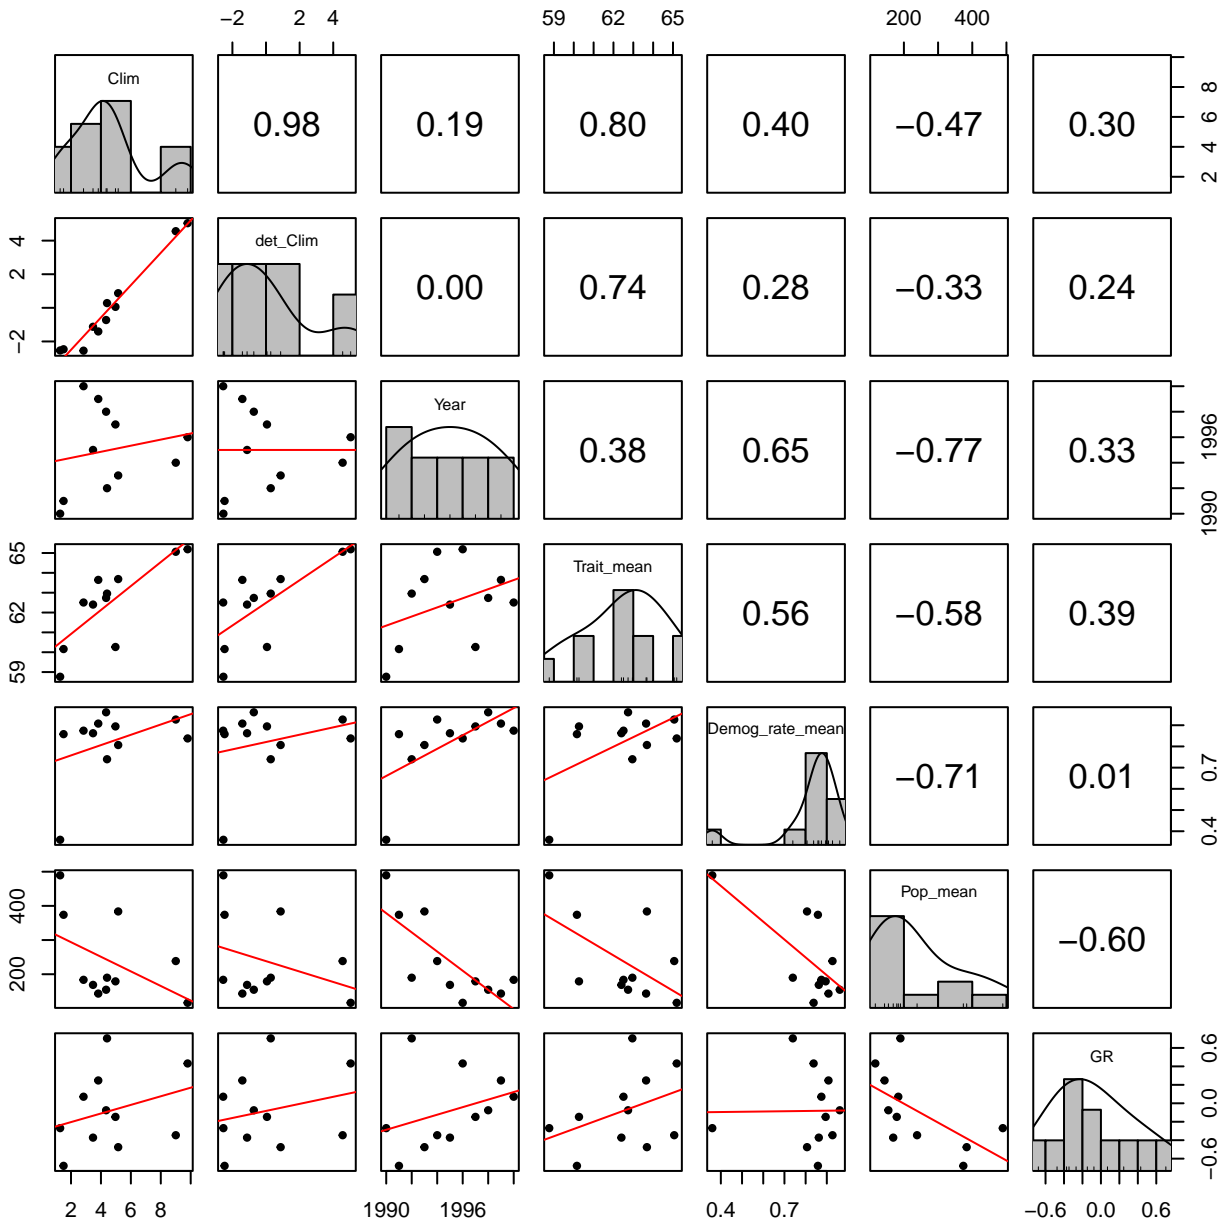 −2 2 4 59 62 65 200 400
Clim
0.98 0.19 0.80 0.40 −0.47 0.30
2 4 6 8
−2 2 4
det_Clim
0.00 0.74 0.28 −0.33 0.24
Year
0.38 0.65 −0.77 0.33
1990 1996
59 62 65
Trait_mean
0.56 −0.58 0.39
Demog_rate_mean
−0.71 0.01
0.4 0.7
200 400
Pop_mean
−0.60
GR
−0.6 0.0 0.6
2 4 6 8 1990 1996 0.4 0.7 −0.6 0.0 0.6